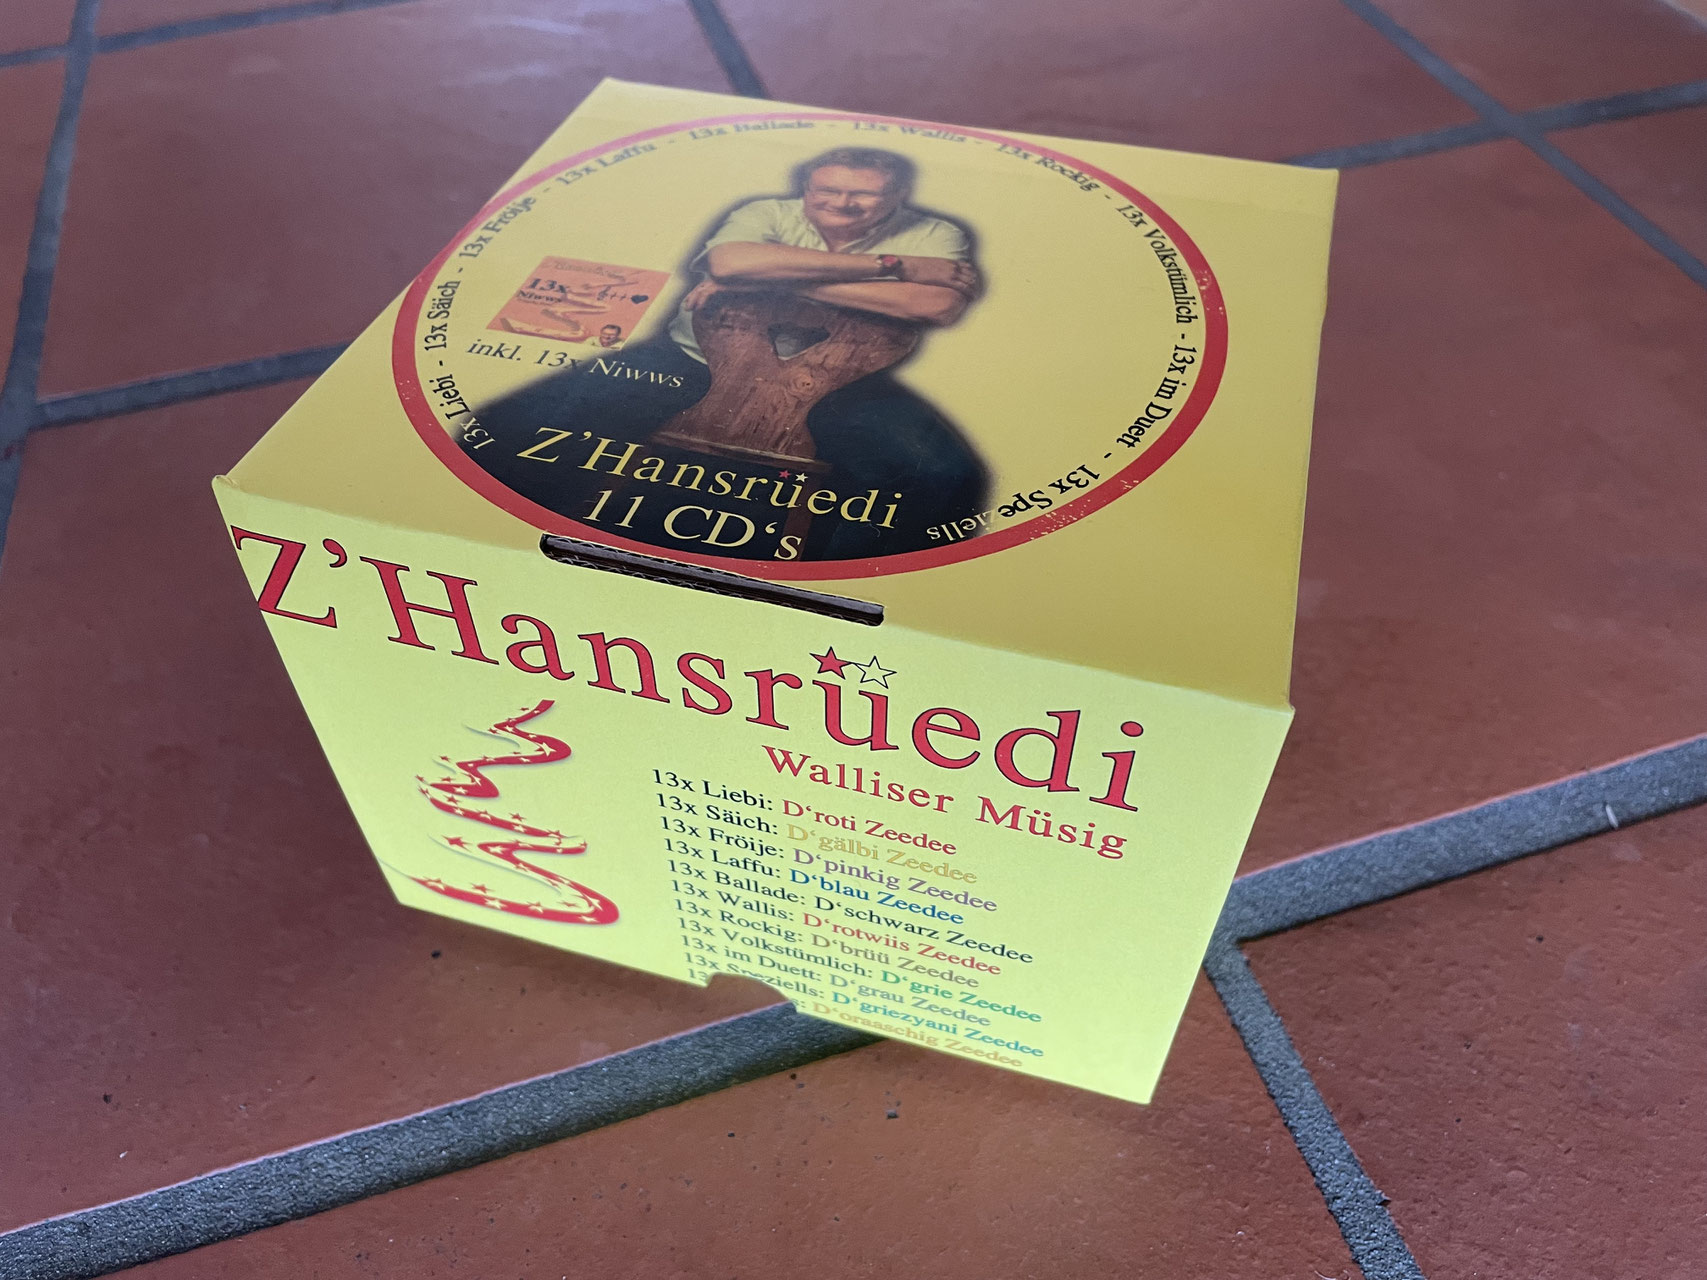 13x Liebi - 13x Säich - 13x Fröije - 13x Laffu - 13x Ballade - 13x Wallis - 13x Rockig - 13x Volkstümlich - 13x im Duett - 13x Speziells
13x
Niwws
inkl. 13x Niwws
Z'Hansrüedi
11 CD‘s
Z'Hansrüedi
Walliser Müsig
13x Liebi: D‘roti Zeedee
13x Säich: D‘gälbi Zeedee
13x Fröije: D‘pinkig Zeedee
13x Laffu: D‘blau Zeedee
13x Ballade: D‘schwarz Zeedee
13x Wallis: D‘rotwiis Zeedee
13x Rockig: D‘brüü Zeedee
13x Volkstümlich: D‘grie Zeedee
13x im Duett: D‘grau Zeedee
13x Speziells: D‘griezyani Zeedee
D‘oraaschig Zeedee